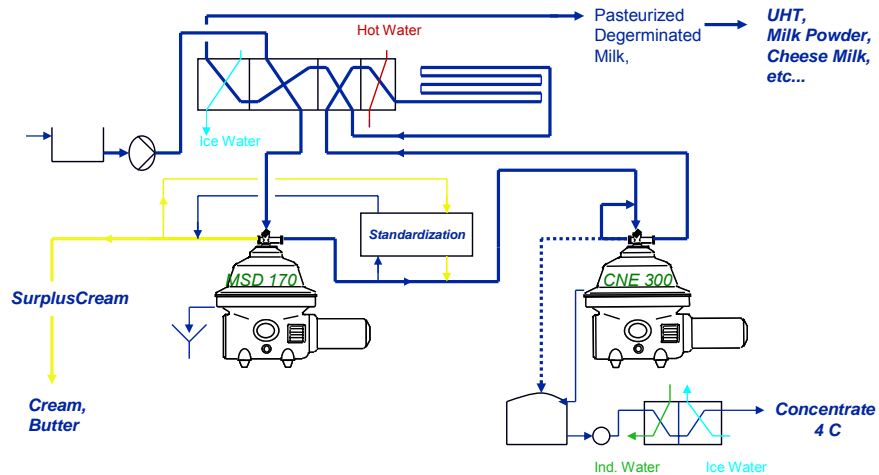 Pasteurized
Degerminated
Milk,
UHT,
Milk Powder,
Cheese Milk,
etc...
Hot Water
Ice Water
Standardization
MSD 170
CNE 300
SurplusCream
Cream,
Butter
Concentrate
4 C
Ind. Water
Ice Water